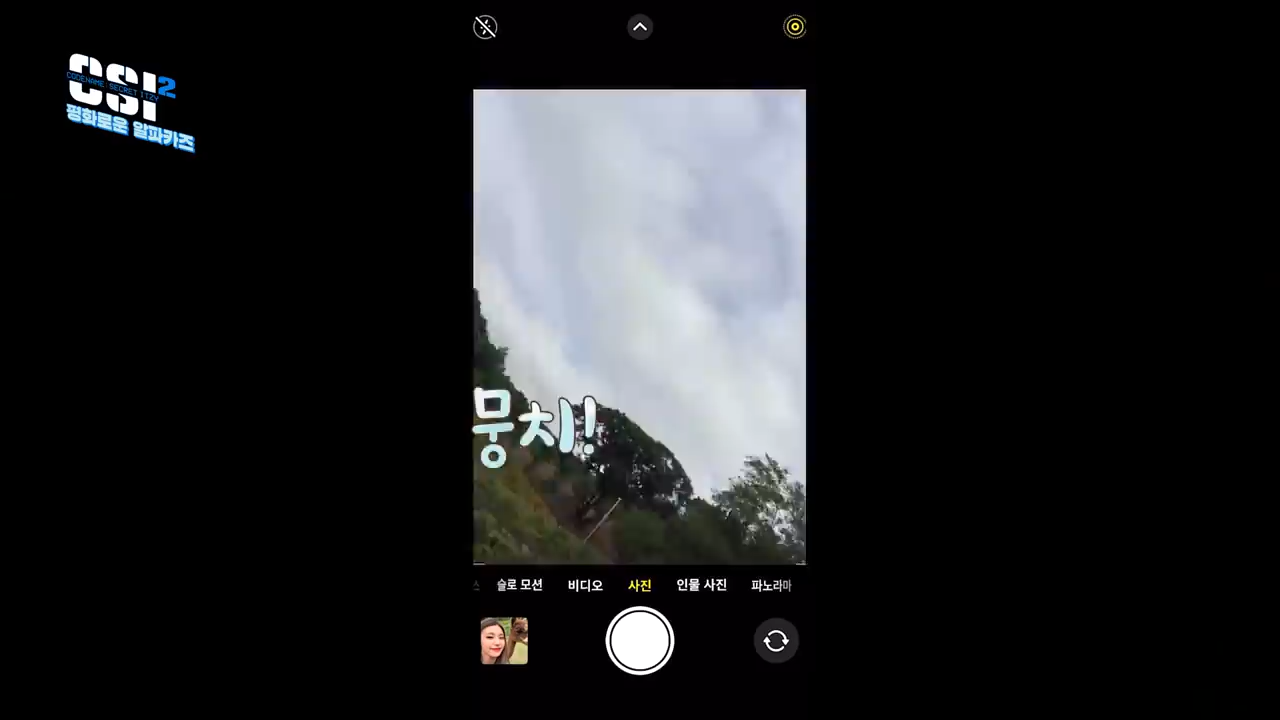 CSI2
CODENAME SECRET ITZY
평화로운 알파카즈
뭉치!
슬로 모션 비디오 사진 인물 사진 파노라마